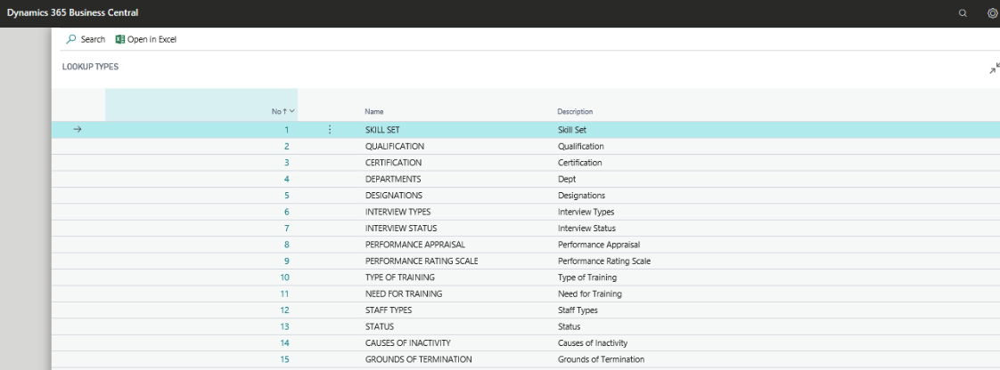 Dynamics 365 Business Central
Search Open in Excel
LOOKUP TYPES
No↑ Name Description
1 SKILL SET Skill Set
2 QUALIFICATION Qualification
3 CERTIFICATION Certification
4 DEPARTMENTS Dept
5 DESIGNATIONS Designations
6 INTERVIEW TYPES Interview Types
7 INTERVIEW STATUS Interview Status
8 PERFORMANCE APPRAISAL Performance Appraisal
9 PERFORMANCE RATING SCALE Performance Rating Scale
10 TYPE OF TRAINING Type of Training
11 NEED FOR TRAINING Need for Training
12 STAFF TYPES Staff Types
13 STATUS Status
14 CAUSES OF INACTIVITY Causes of Inactivity
15 GROUNDS OF TERMINATION Grounds of Termination